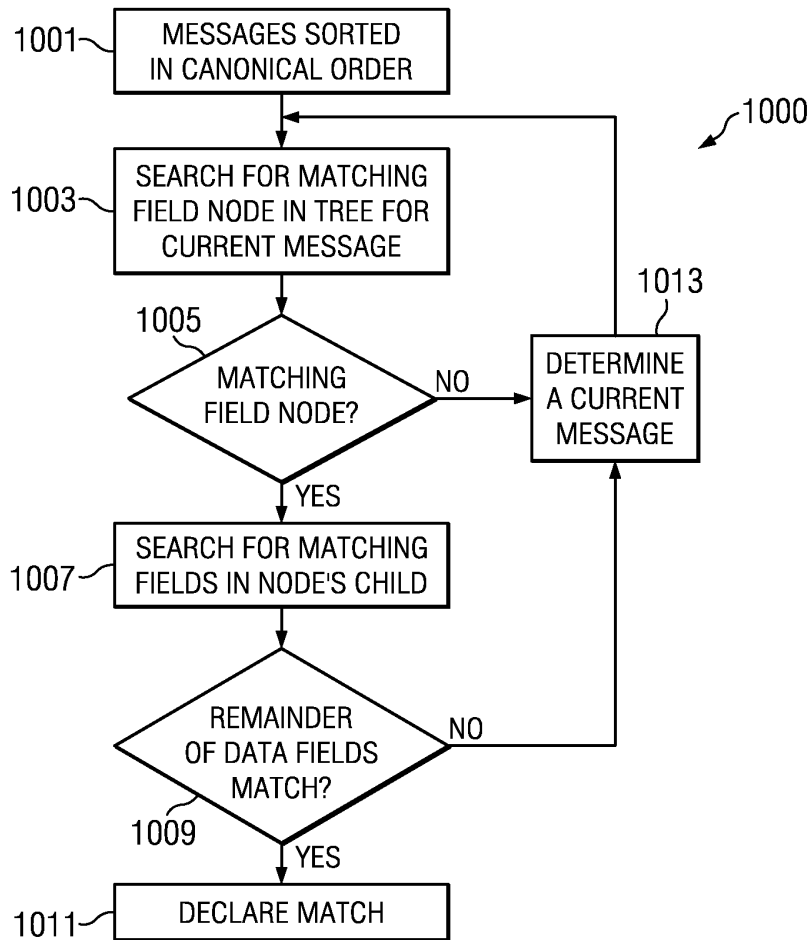 1001
MESSAGES SORTED
IN CANONICAL ORDER
1000
1003
SEARCH FOR MATCHING
FIELD NODE IN TREE FOR
CURRENT MESSAGE
1005
MATCHING
FIELD NODE?
NO
1013
DETERMINE
A CURRENT
MESSAGE
YES
1007
SEARCH FOR MATCHING
FIELDS IN NODE'S CHILD
REMAINDER
OF DATA FIELDS
MATCH?
NO
1009
YES
1011
DECLARE MATCH